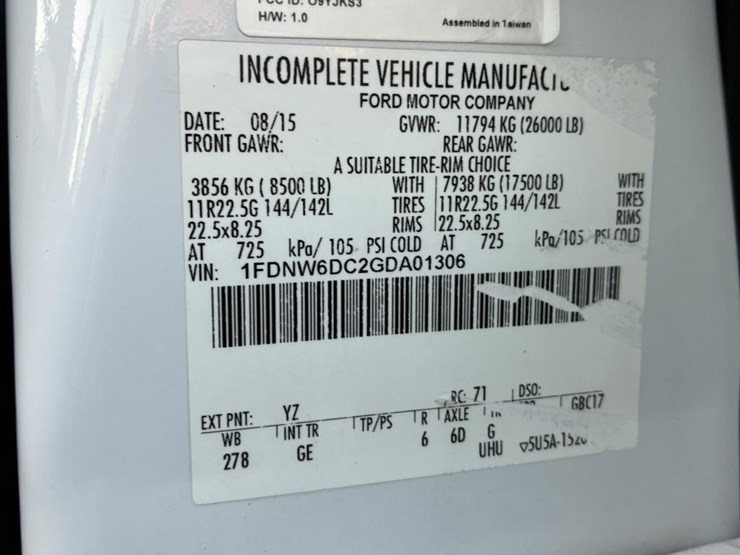 H/W: 1.0
Assembled in Taiwan
INCOMPLETE VEHICLE
FORD MOTOR COMPANY
DATE: 08/15 GVWR: 11794 KG (26000 LB)
FRONT GAWR: REAR GAWR:
A SUITABLE TIRE-RIM CHOICE
3856 KG ( 8500 LB) WITH 7938 KG (17500 LB) WITH
11R22.5G 144/142L TIRES 11R22.5G 144/142L TIRES
22.5x8.25 RIMS 22.5x8.25 RIMS
AT 725 kPa/ 105 PSI COLD AT 725 kPa/105 PSI COLD
VIN: 1FDNW6DC2GDA01306
EXT PNT: YZ RC: 71 DSO:
WB INT TR TP/PS R AXLE GBC17
278 GE 6 6D G
UHU